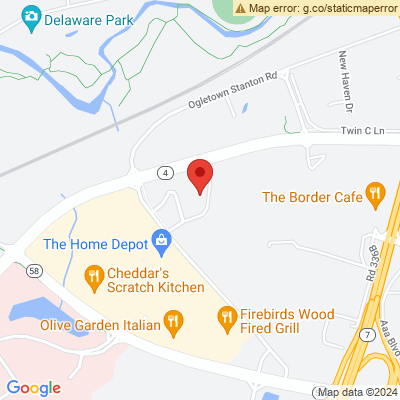 Map error: g.co/staticmaperror
Delaware Park
Ogletown Stanton Rd
New Haven Dr
Twin C Ln
4
The Border Cafe
The Home Depot
Rd 336B
58
Cheddar's
Scratch Kitchen
Firebirds Wood
Fired Grill
Olive Garden Italian
7
Aaa Blvd
Google
Map data ©2024